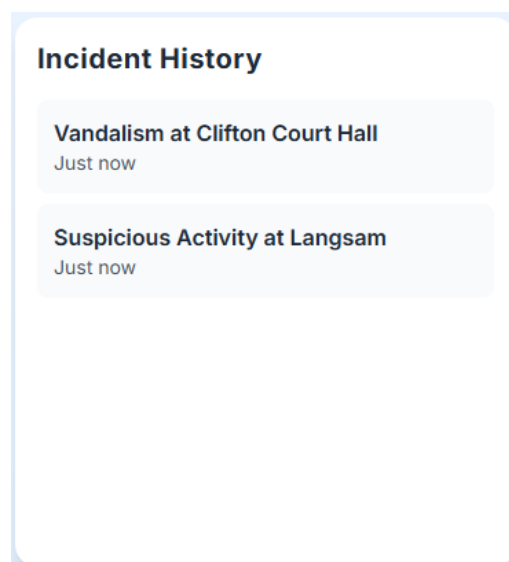 Incident History
Vandalism at Clifton Court Hall
Just now
Suspicious Activity at Langsam
Just now